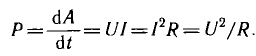 P = dA/dt = UI = I²R = U²/R.